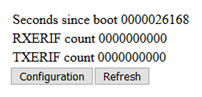 Seconds since boot 0000026168
RXERIF count 0000000000
TXERIF count 0000000000
Configuration Refresh